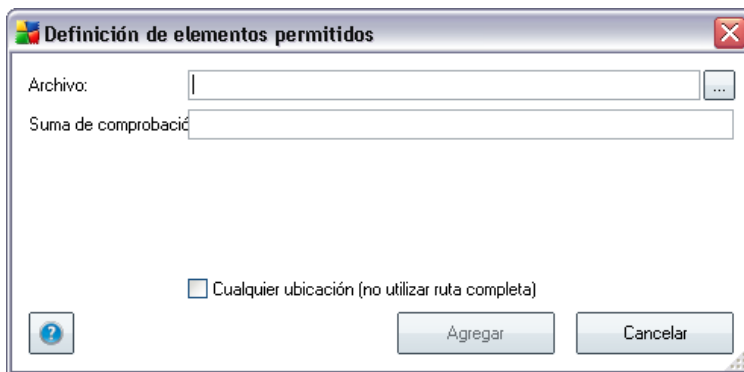 Definición de elementos permitidos
Archivo:
...
Suma de comprobació
Cualquier ubicación (no utilizar ruta completa)
?
Agregar
Cancelar